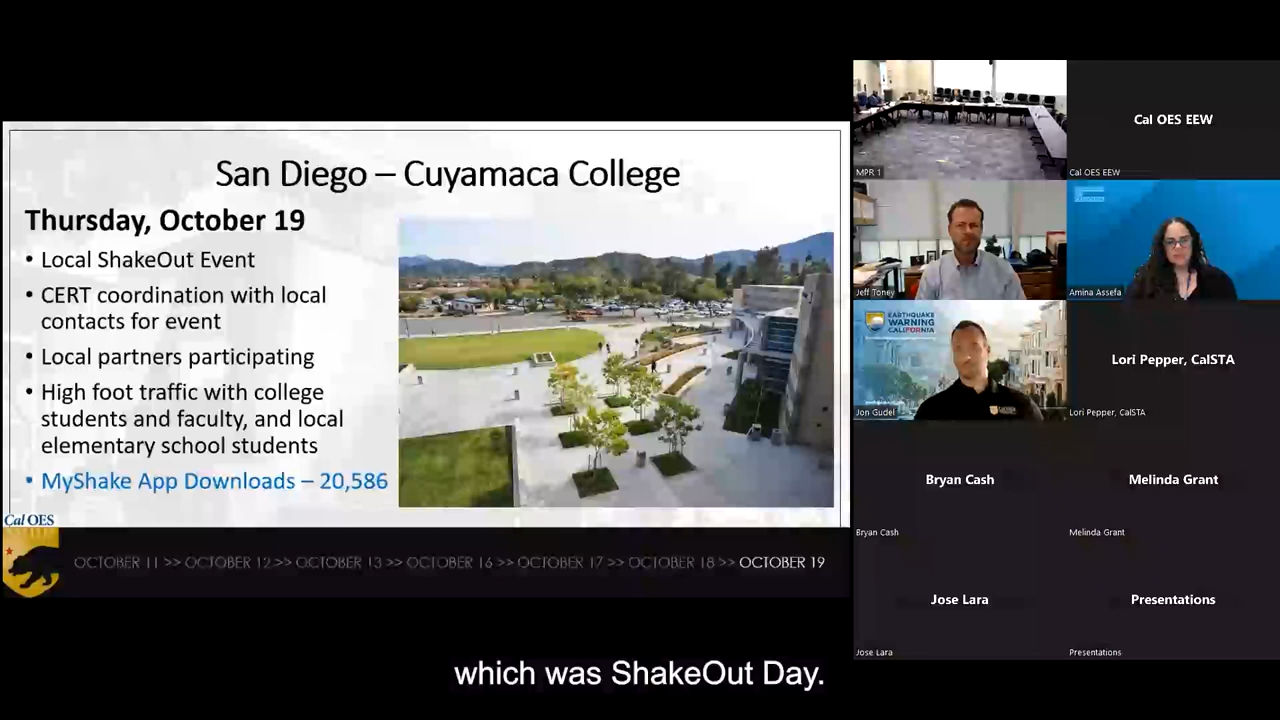 San Diego – Cuyamaca College
Thursday, October 19
• Local ShakeOut Event
• CERT coordination with local
contacts for event
• Local partners participating
• High foot traffic with college
students and faculty, and local
elementary school students
• MyShake App Downloads – 20,586
Cal OES
OCTOBER 11 >> OCTOBER 12 >> OCTOBER 13 >> OCTOBER 16 >> OCTOBER 17 >> OCTOBER 18 >> OCTOBER 19
MPR 1
Cal OES EEW
Cal OES EEW
Jeff Toney
Amina Assefa
EARTHQUAKE
WARNING
CALIFORNIA
Jon Gudel
Lori Pepper, CalSTA
Lori Pepper, CalSTA
Bryan Cash
Bryan Cash
Melinda Grant
Melinda Grant
Jose Lara
Jose Lara
Presentations
Presentations
which was ShakeOut Day.